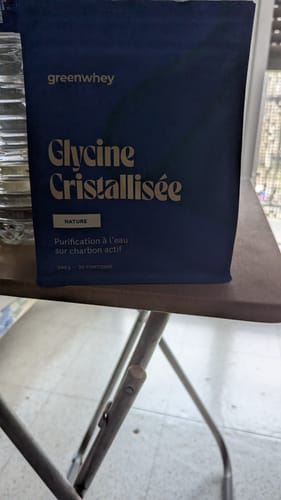 greenwhey
Glycine
Cristallisée
NATURE
Purification à l'eau
sur charbon actif